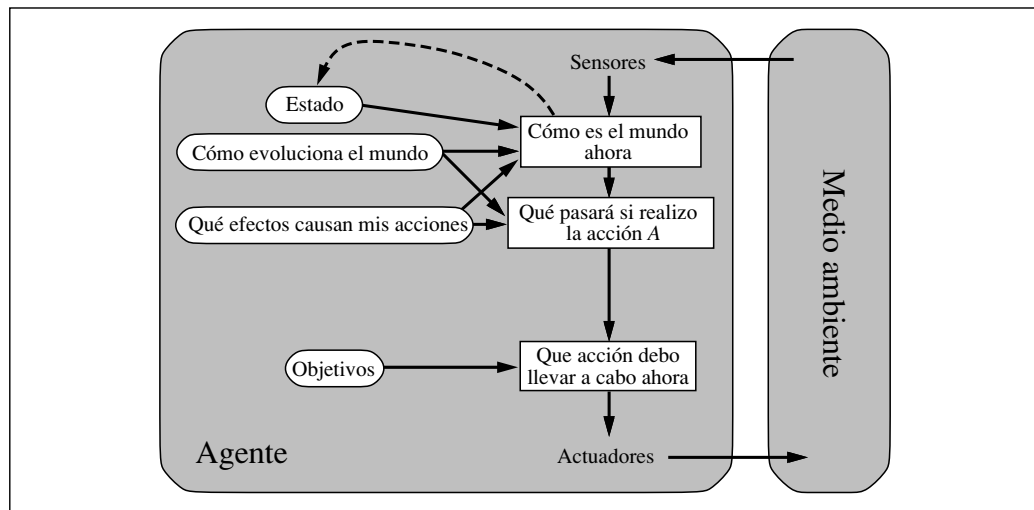 Sensores
Estado
Cómo es el mundo
ahora
Cómo evoluciona el mundo
Qué efectos causan mis acciones
Qué pasará si realizo
la acción A
Medio ambiente
Objetivos
Que acción debo
llevar a cabo ahora
Agente
Actuadores